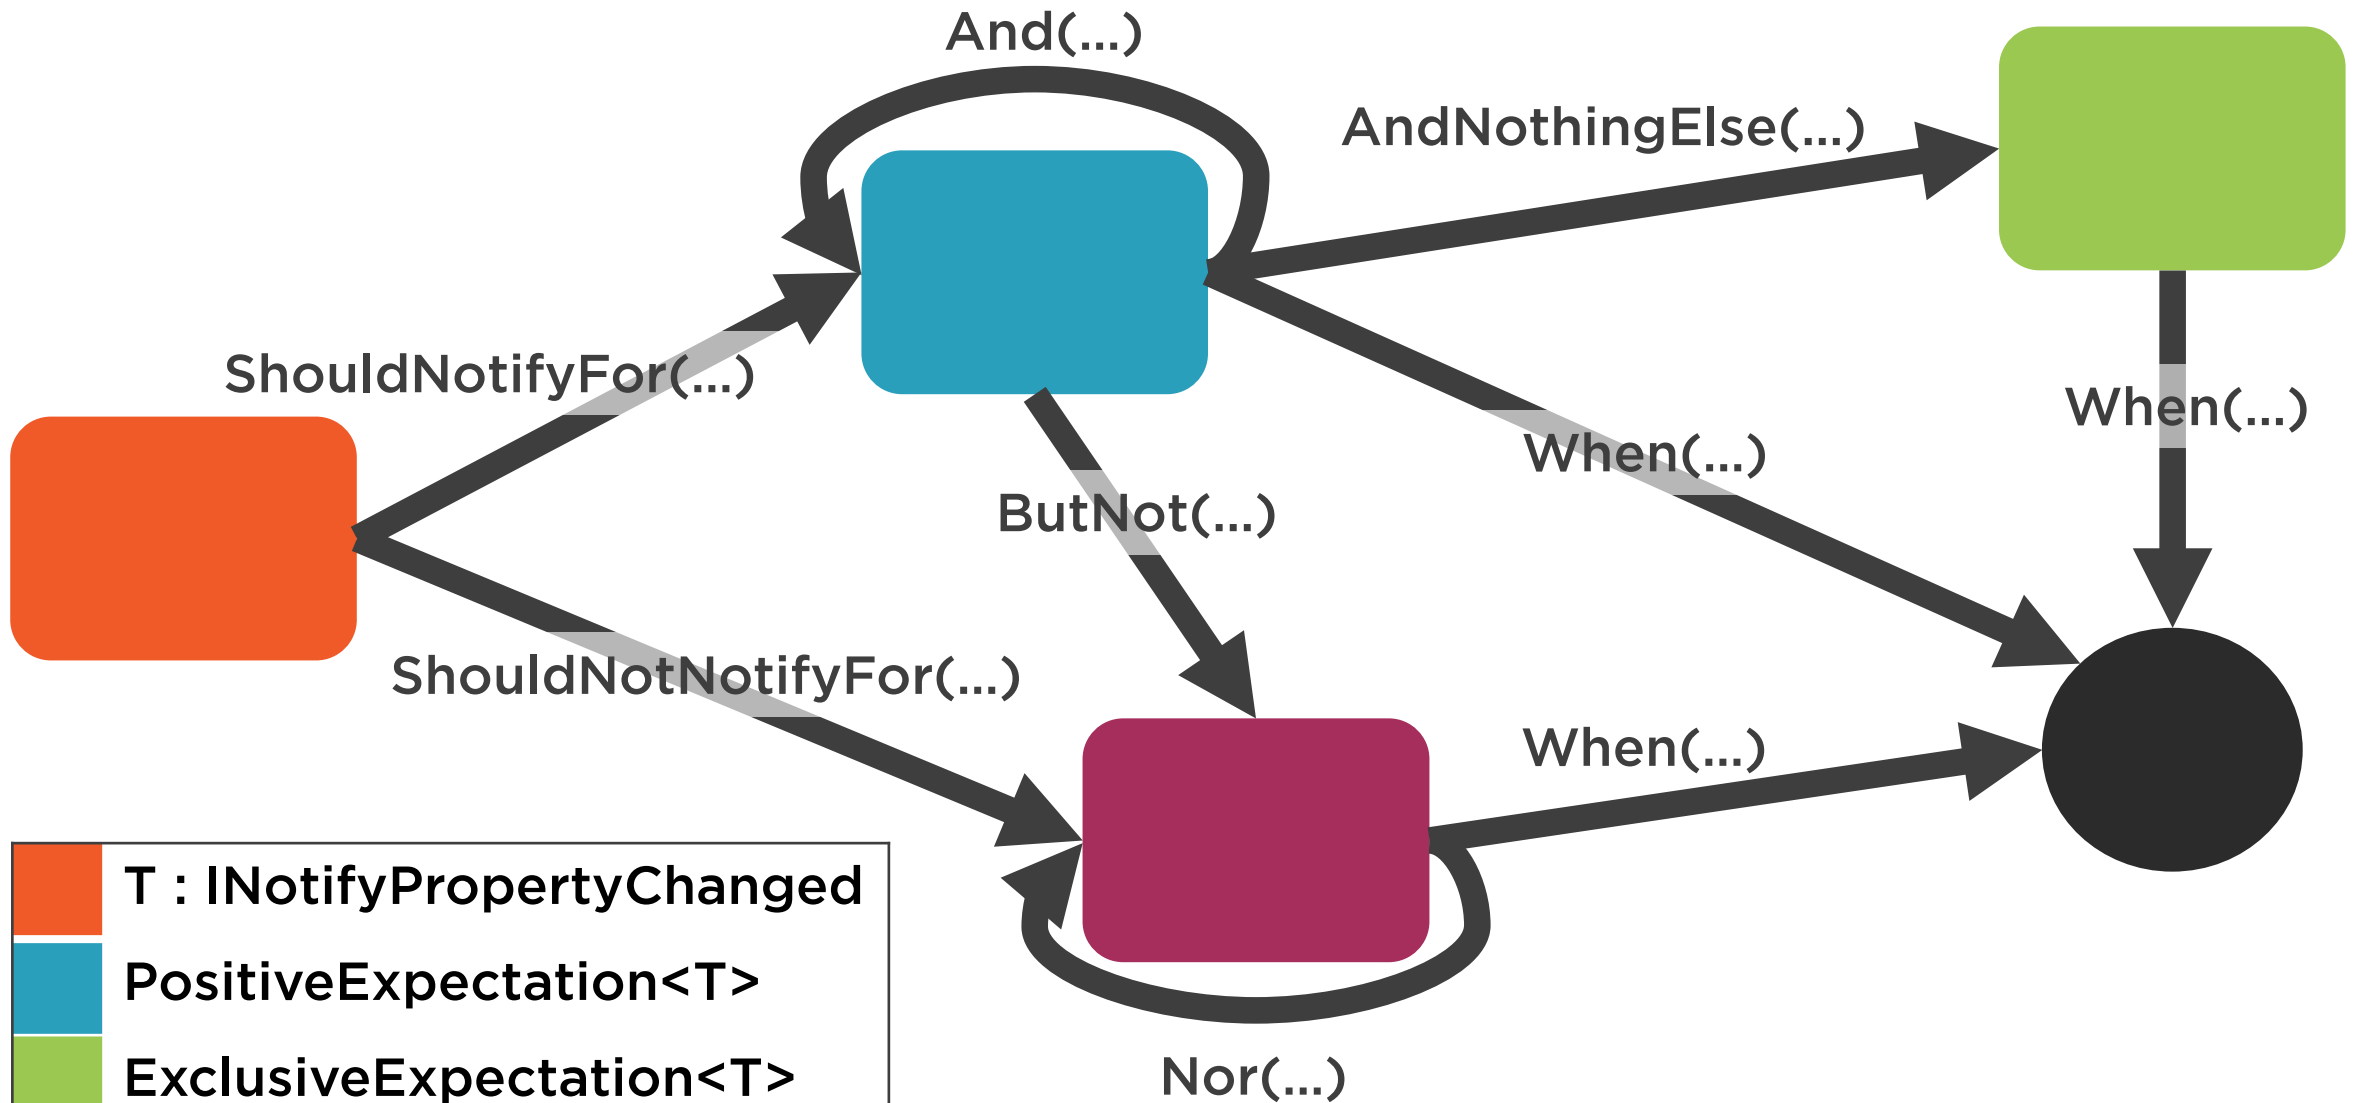 And(...)
AndNothingElse(...)
ShouldNotifyFor(...)
When(...)
When(...)
ButNot(...)
ShouldNotNotifyFor(...)
When(...)
T : INotifyPropertyChanged
PositiveExpectation<T>
ExclusiveExpectation<T>
Nor(...)